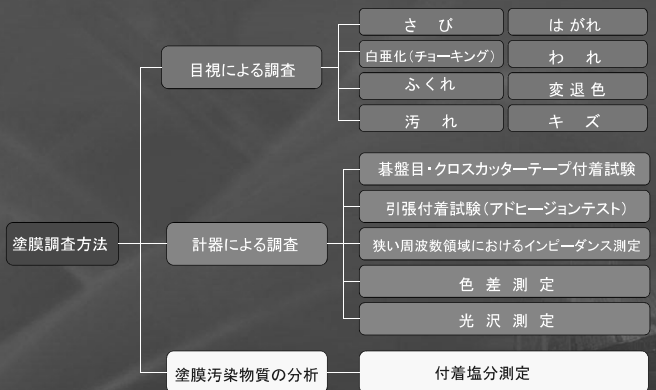 塗膜調査方法
目視による調査
さび
はがれ
白亜化（チョーキング）
われ
ふくれ
変退色
汚れ
キズ
計器による調査
碁盤目・クロスカッターテープ付着試験
引張付着試験（アドヒージョンテスト）
狭い周波数領域におけるインピーダンス測定
色差測定
光沢測定
塗膜汚染物質の分析
付着塩分測定